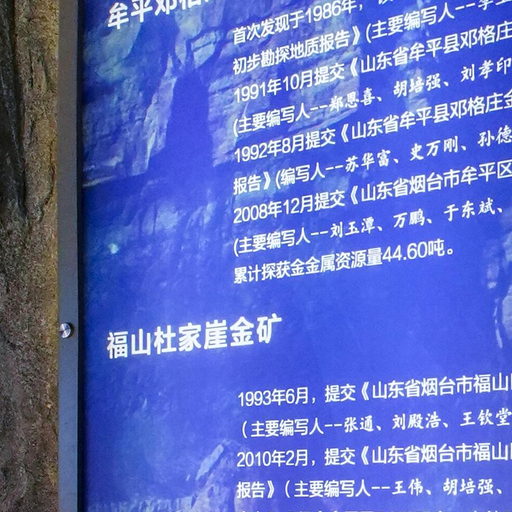 牟平邓格
首次发现于1986年，
初步勘探地质报告》(主要编写人--李
1991年10月提交《山东省牟平县邓格庄
(主要编写人--郑思喜、胡培强、刘孝印
1992年8月提交《山东省牟平县邓格庄金
报告》(编写人--苏华富、史万刚、孙德
2008年12月提交《山东省烟台市牟平区
(主要编写人--刘玉潭、万鹏、于东斌、
累计探获金金属资源量44.60吨。
福山杜家崖金矿
1993年6月，提交《山东省烟台市福山
（主要编写人--张通、刘殿浩、王钦堂
2010年2月，提交《山东省烟台市福山
报告》（主要编写人--王伟、胡培强、